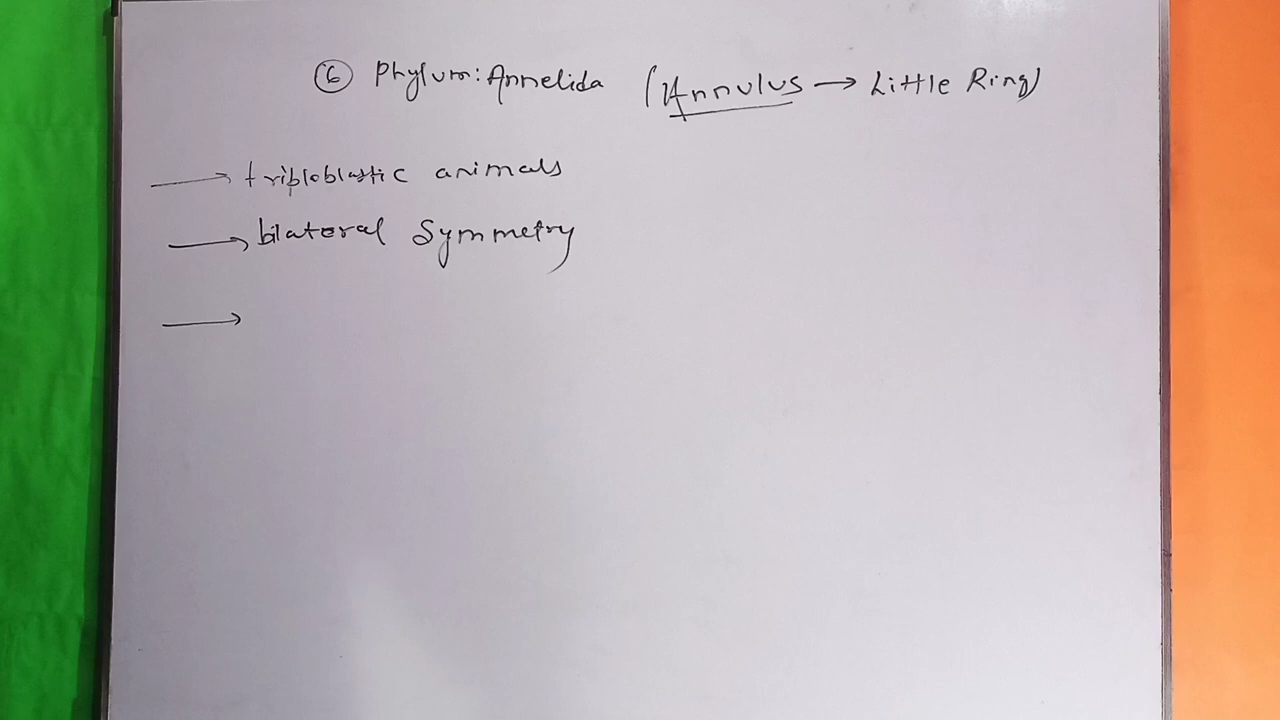 ⑥ Phylum: Annelida (Annulus → Little Ring)
→ triploblastic animals
→ bilateral Symmetry
→